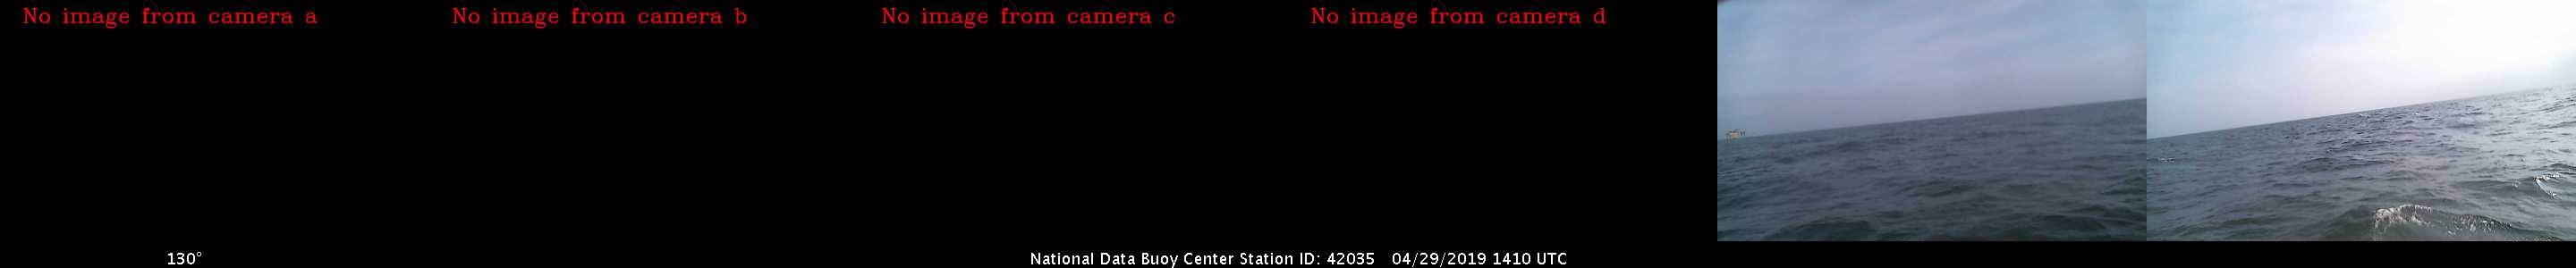 No image from camera a
No image from camera b
No image from camera c
No image from camera d
130°
National Data Buoy Center Station ID: 42035 04/29/2019 1410 UTC